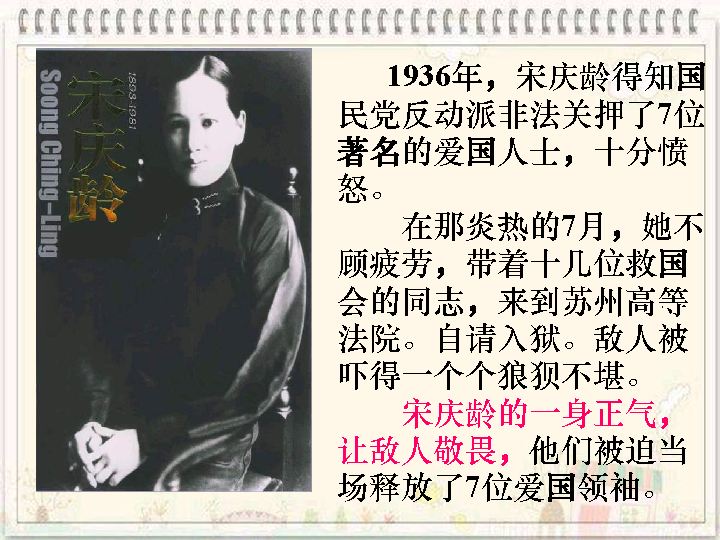 宋庆龄
1893-1981
Soong Ching-Ling
1936年，宋庆龄得知国
民党反动派非法关押了7位
著名的爱国人士，十分愤
怒。
在那炎热的7月，她不
顾疲劳，带着十几位救国
会的同志，来到苏州高等
法院。自请入狱。敌人被
吓得一个个狼狈不堪。
宋庆龄的一身正气，
让敌人敬畏，他们被迫当
场释放了7位爱国领袖。